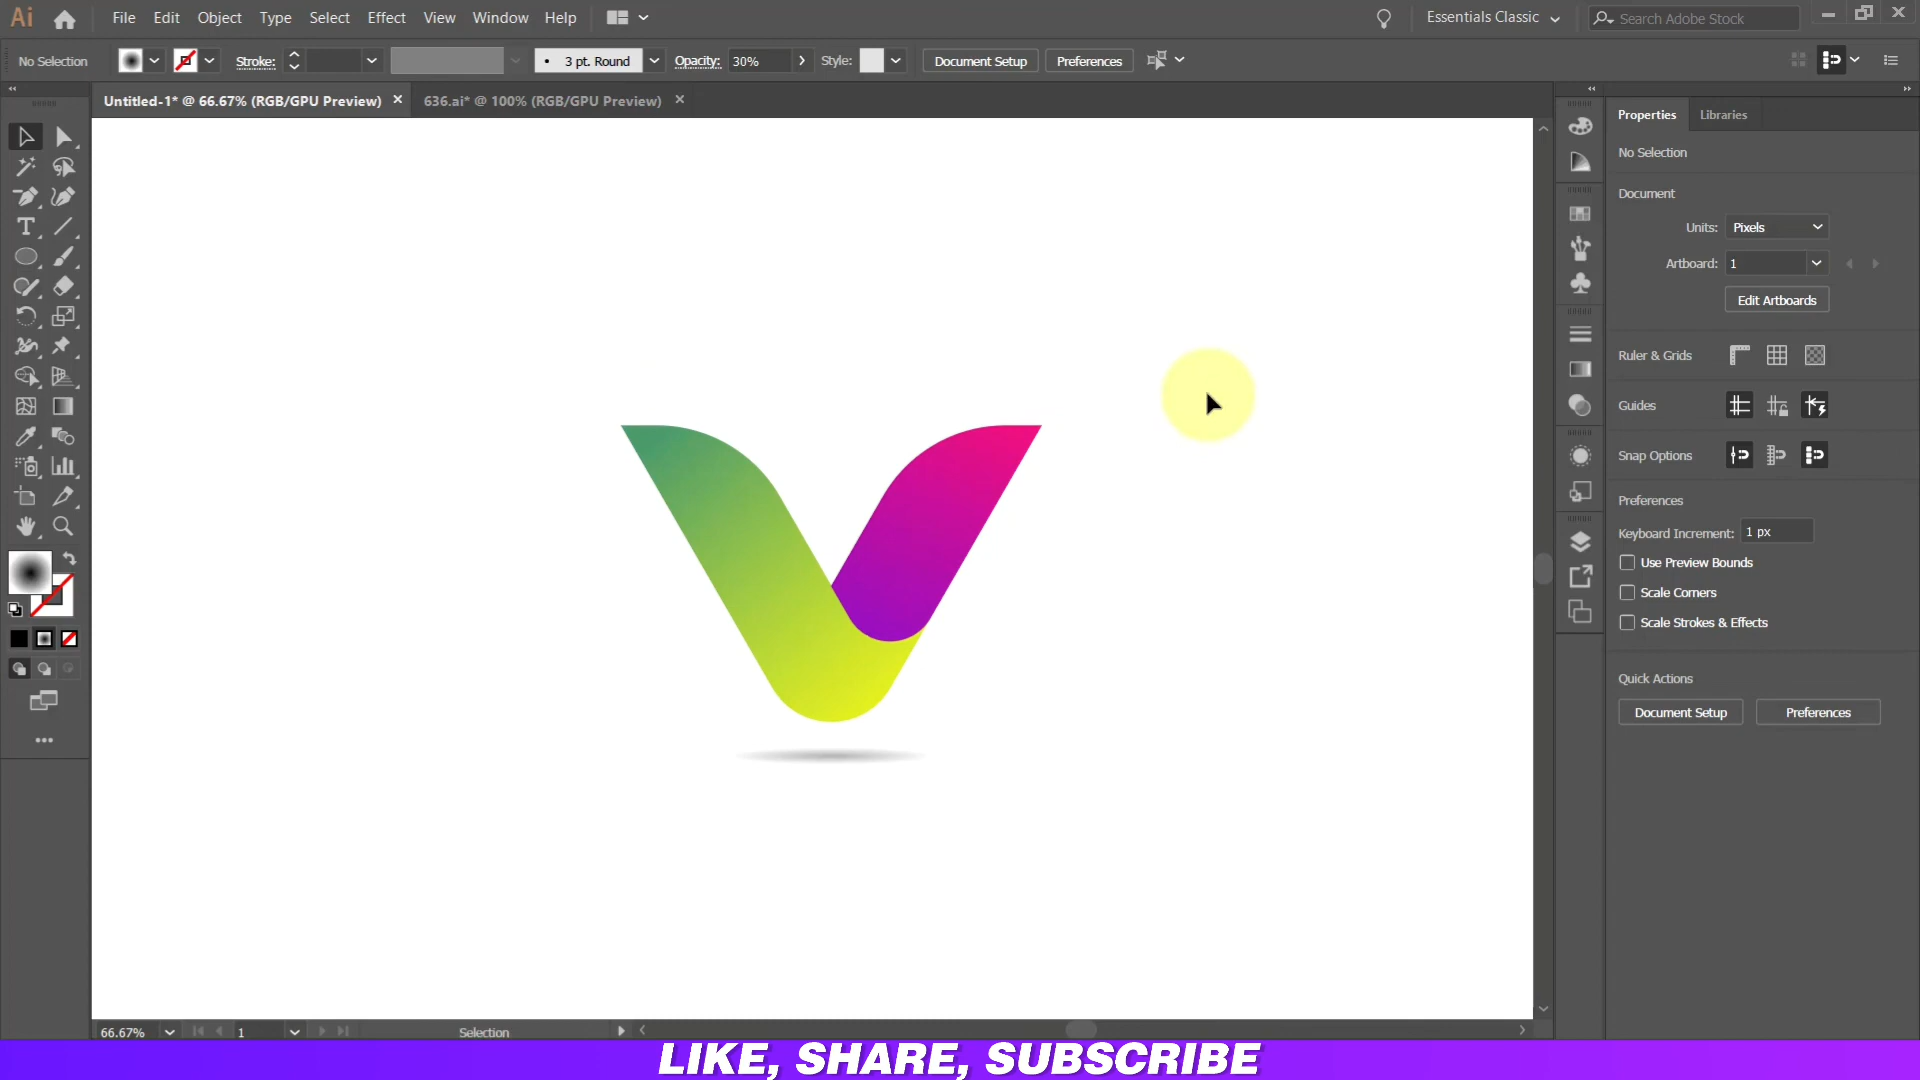 Ai File Edit Object Type Select Effect View Window Help Essentials Classic Search Adobe Stock
No Selection Stroke: 3 pt. Round Opacity: 30% Style: Document Setup Preferences
Untitled-1* @ 66.67% (RGB/GPU Preview) × 636.ai* @ 100% (RGB/GPU Preview) ×
Properties Libraries
No Selection
Document
Units: Pixels
Artboard: 1
Edit Artboards
Ruler & Grids
Guides
Snap Options
Preferences
Keyboard Increment: 1 px
Use Preview Bounds
Scale Corners
Scale Strokes & Effects
Quick Actions
Document Setup Preferences
66.67% 1 Selection
LIKE, SHARE, SUBSCRIBE